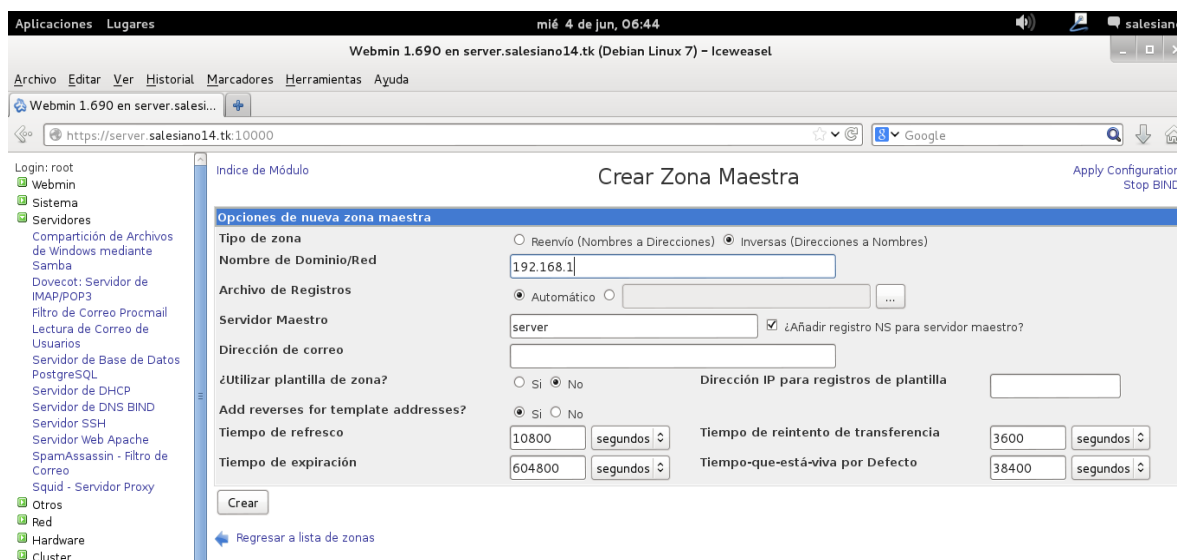 Aplicaciones Lugares mié 4 de jun, 06:44 salesian
Webmin 1.690 en server.salesiano14.tk (Debian Linux 7) – Iceweasel
Archivo Editar Ver Historial Marcadores Herramientas Ayuda
Webmin 1.690 en server.salesi...
https://server.salesiano14.tk:10000 Google
Login: root
Webmin
Sistema
Servidores
Compartición de Archivos
de Windows mediante
Samba
Dovecot: Servidor de
IMAP/POP3
Filtro de Correo Procmail
Lectura de Correo de
Usuarios
Servidor de Base de Datos
PostgreSQL
Servidor de DHCP
Servidor de DNS BIND
Servidor SSH
Servidor Web Apache
SpamAssassin - Filtro de
Correo
Squid - Servidor Proxy
Otros
Red
Hardware
Cluster
Indice de Módulo
Crear Zona Maestra
Apply Configuration
Stop BIND
Opciones de nueva zona maestra
Tipo de zona Reenvío (Nombres a Direcciones) Inversas (Direcciones a Nombres)
Nombre de Dominio/Red 192.168.1
Archivo de Registros Automático ...
Servidor Maestro server ¿Añadir registro NS para servidor maestro?
Dirección de correo
¿Utilizar plantilla de zona? Si No Dirección IP para registros de plantilla
Add reverses for template addresses? Si No
Tiempo de refresco 10800 segundos Tiempo de reintento de transferencia 3600 segundos
Tiempo de expiración 604800 segundos Tiempo-que-está-viva por Defecto 38400 segundos
Crear
Regresar a lista de zonas